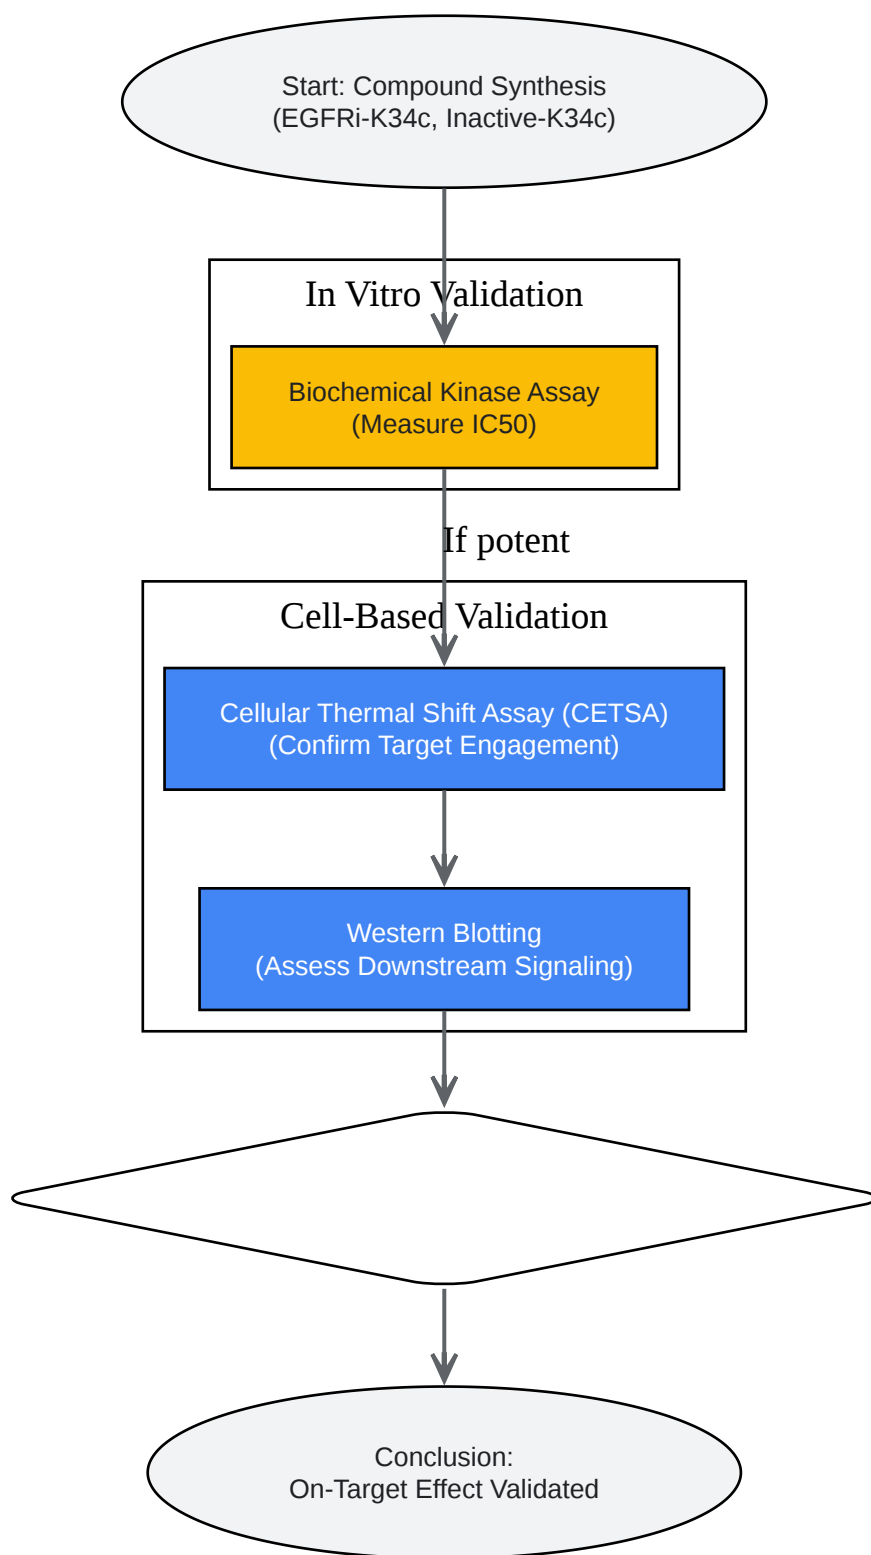 Start: Compound Synthesis
(EGFRi-K34c, Inactive-K34c)
In Vitro Validation
Biochemical Kinase Assay
(Measure IC50)
If potent
Cell-Based Validation
Cellular Thermal Shift Assay (CETSA)
(Confirm Target Engagement)
Western Blotting
(Assess Downstream Signaling)
Conclusion:
On-Target Effect Validated